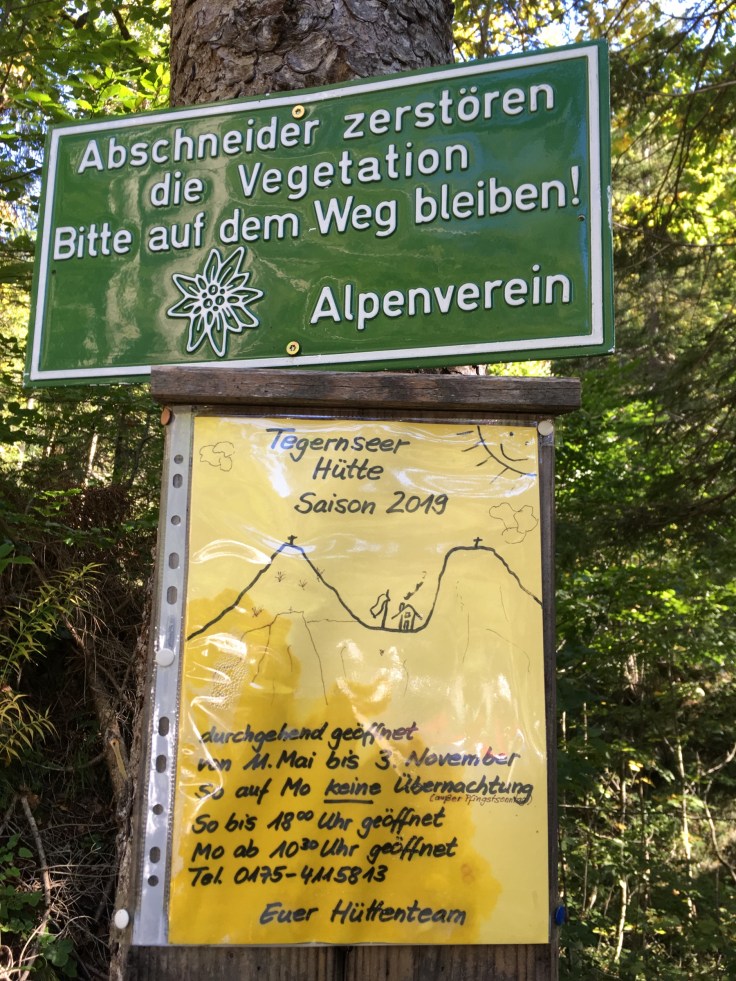 Abschneider zerstören
die Vegetation
Bitte auf dem Weg bleiben!
Alpenverein
Tegernseer
Hütte
Saison 2019
durchgehend geöffnet
von 11. Mai bis 3. November
So auf Mo keine Übernachtung
(außer Pfingstsonntag)
So bis 18⁰⁰ Uhr geöffnet
Mo ab 10³⁰ Uhr geöffnet
Tel. 0175-4115813
Euer Hüttenteam